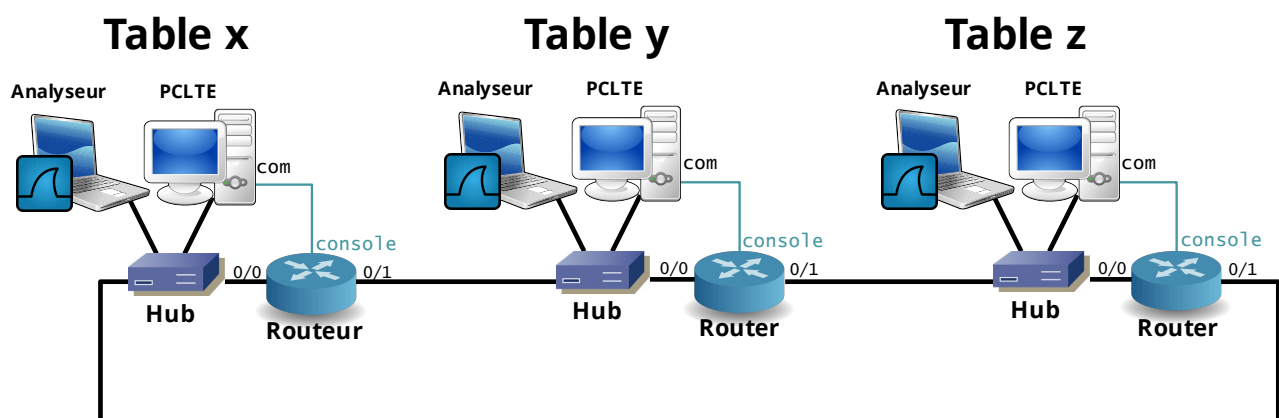 Table x
Table y
Table z
Analyseur
PCLTE
Analyseur
PCLTE
Analyseur
PCLTE
com
com
com
console
console
console
0/0
0/1
0/0
0/1
0/0
0/1
Hub
Routeur
Hub
Router
Hub
Router